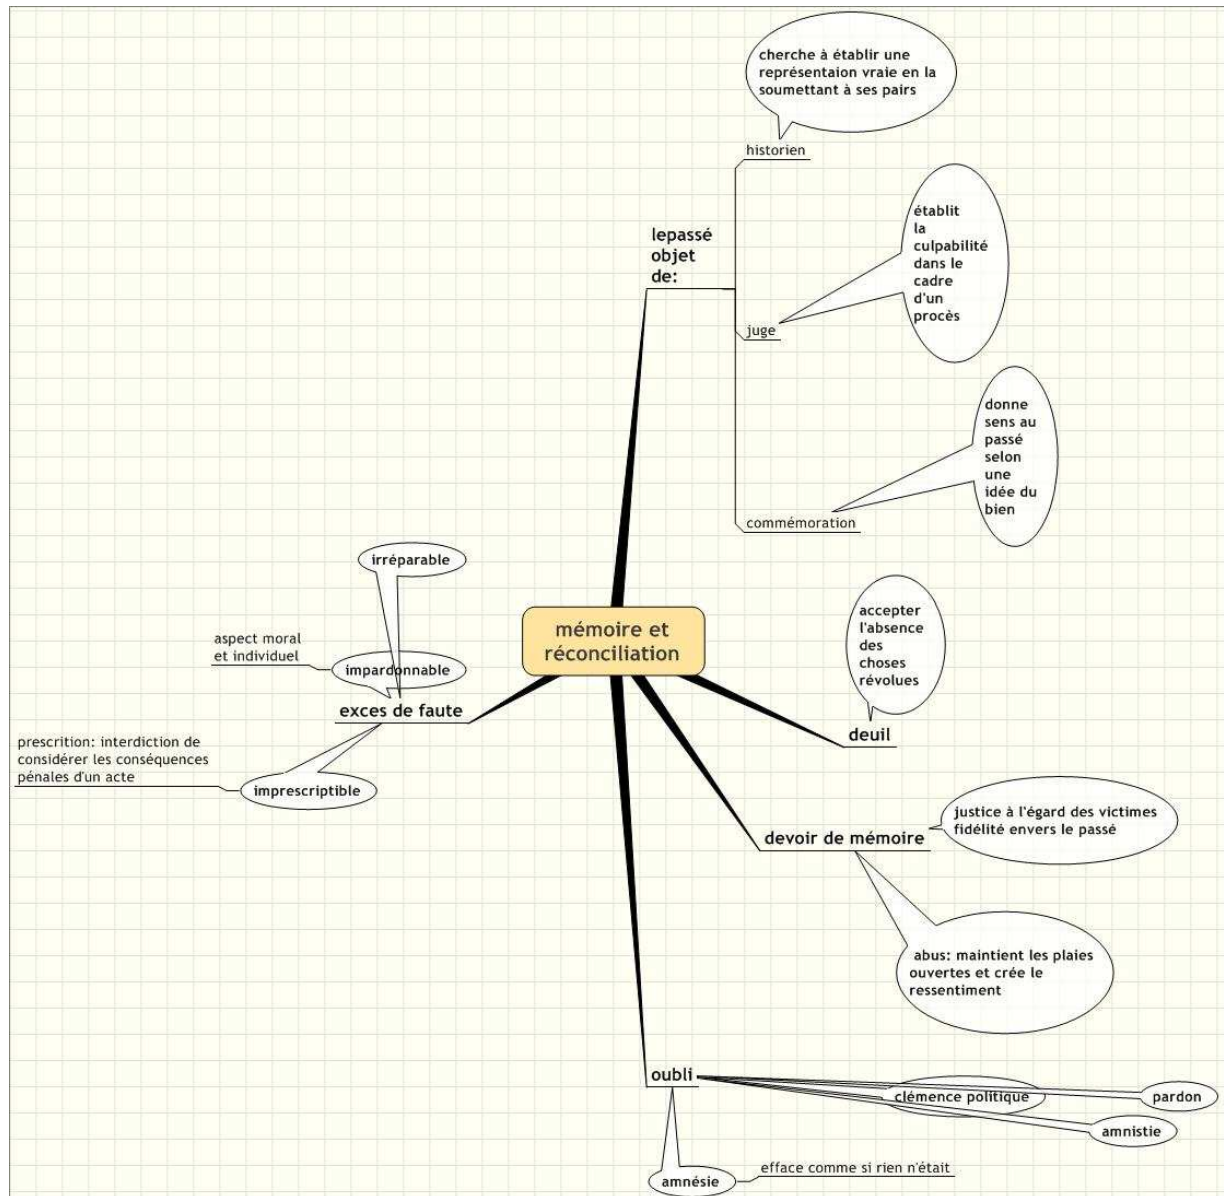 cherche à établir une
représentaion vraie en la
soumettant à ses pairs
historien
lepassé
objet
de:
établit
la
culpabilité
dans le
cadre
d'un
procès
juge
donne
sens au
passé
selon
une
idée du
bien
commémoration
irréparable
aspect moral
et individuel
impardonnable
exces de faute
prescrition: interdiction de
considérer les conséquences
pénales d'un acte
imprescriptible
mémoire et
réconciliation
accepter
l'absence
des
choses
révolues
deuil
devoir de mémoire
justice à l'égard des victimes
fidélité envers le passé
abus: maintient les plaies
ouvertes et crée le
ressentiment
oubli
clémence politique
pardon
amnistie
amnésie
efface comme si rien n'était